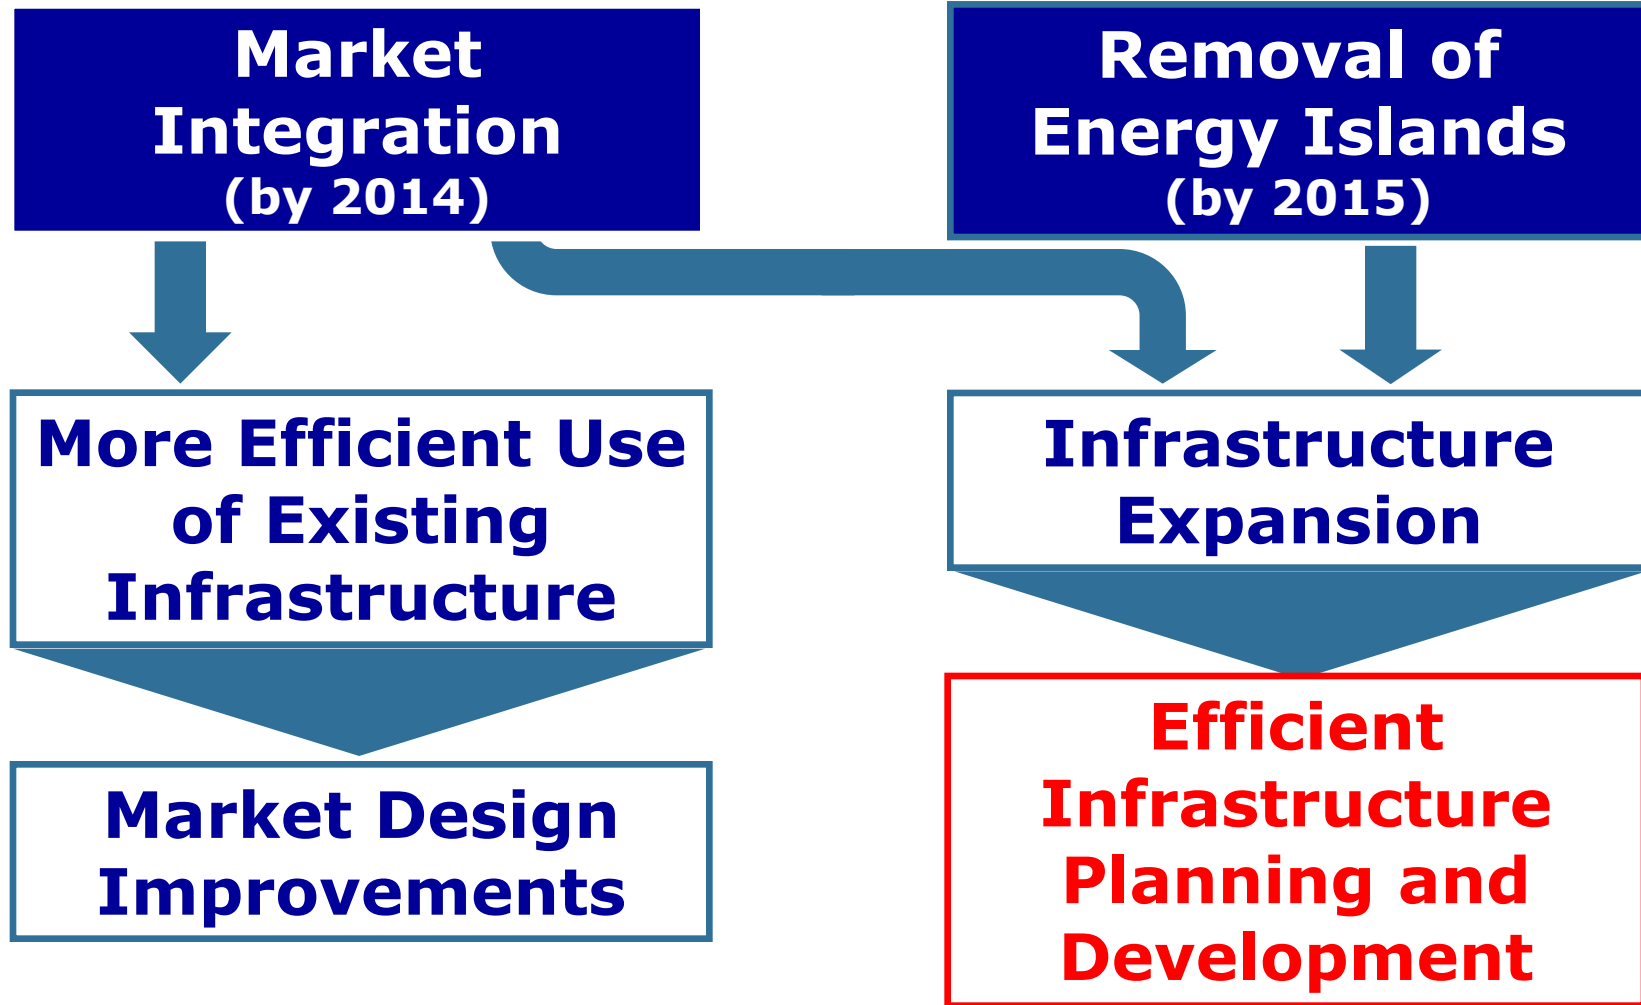 Market
Integration
(by 2014)
Removal of
Energy Islands
(by 2015)
More Efficient Use
of Existing
Infrastructure
Infrastructure
Expansion
Market Design
Improvements
Efficient
Infrastructure
Planning and
Development